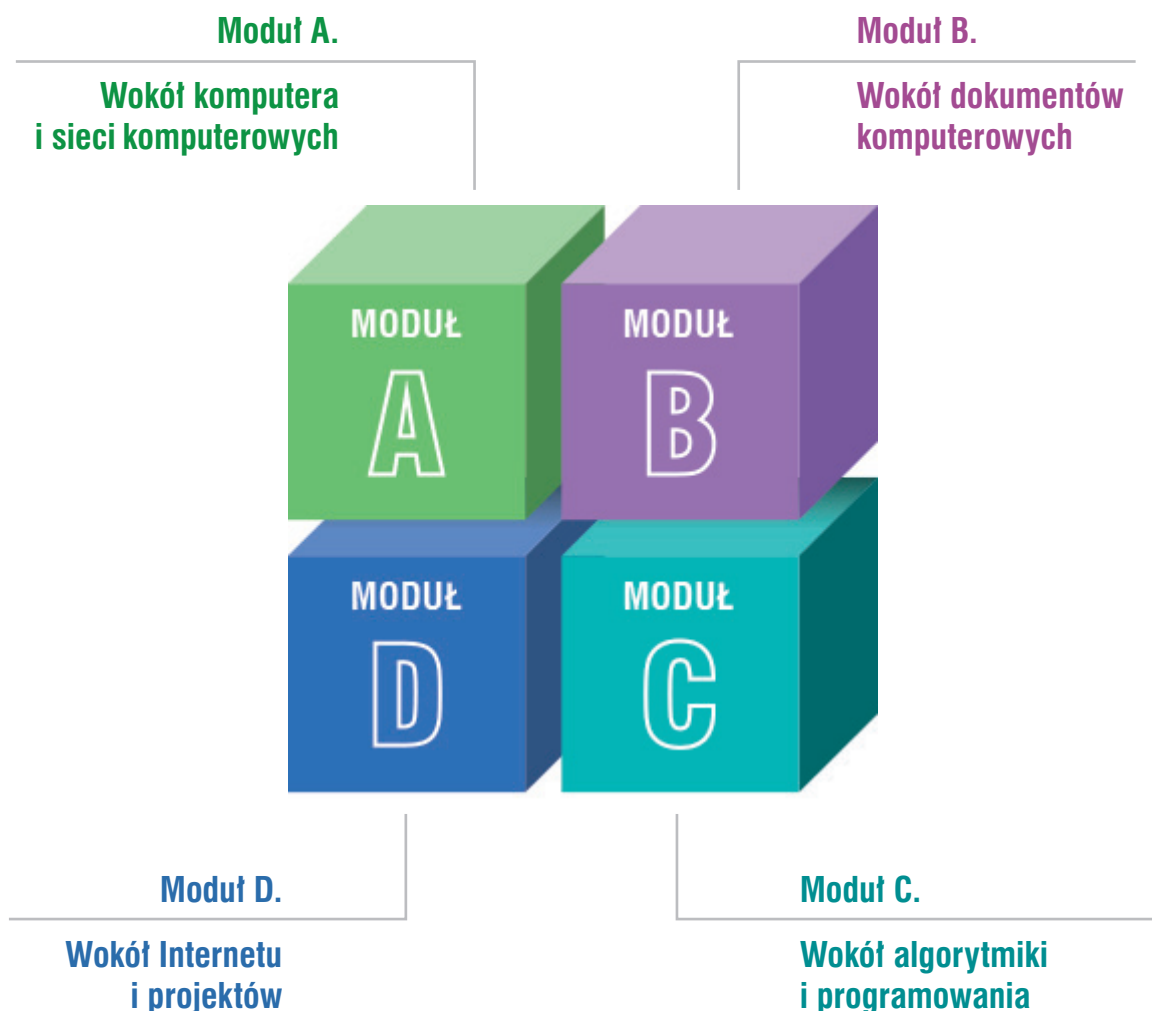 Moduł A.
Wokół komputera
i sieci komputerowych
Moduł B.
Wokół dokumentów
komputerowych
MODUŁ
A
MODUŁ
B
MODUŁ
D
MODUŁ
C
Moduł D.
Wokół Internetu
i projektów
Moduł C.
Wokół algorytmiki
i programowania